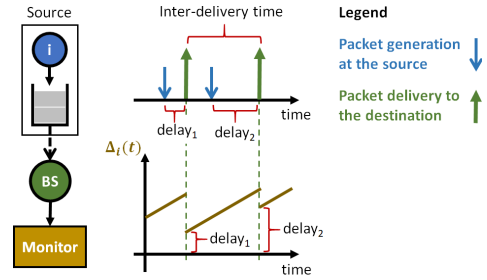 Source
i
BS
Monitor
Inter-delivery time
time
delay1
delay2
Δi(t)
delay1
delay2
time
Legend
Packet generation
at the source
Packet delivery to
the destination